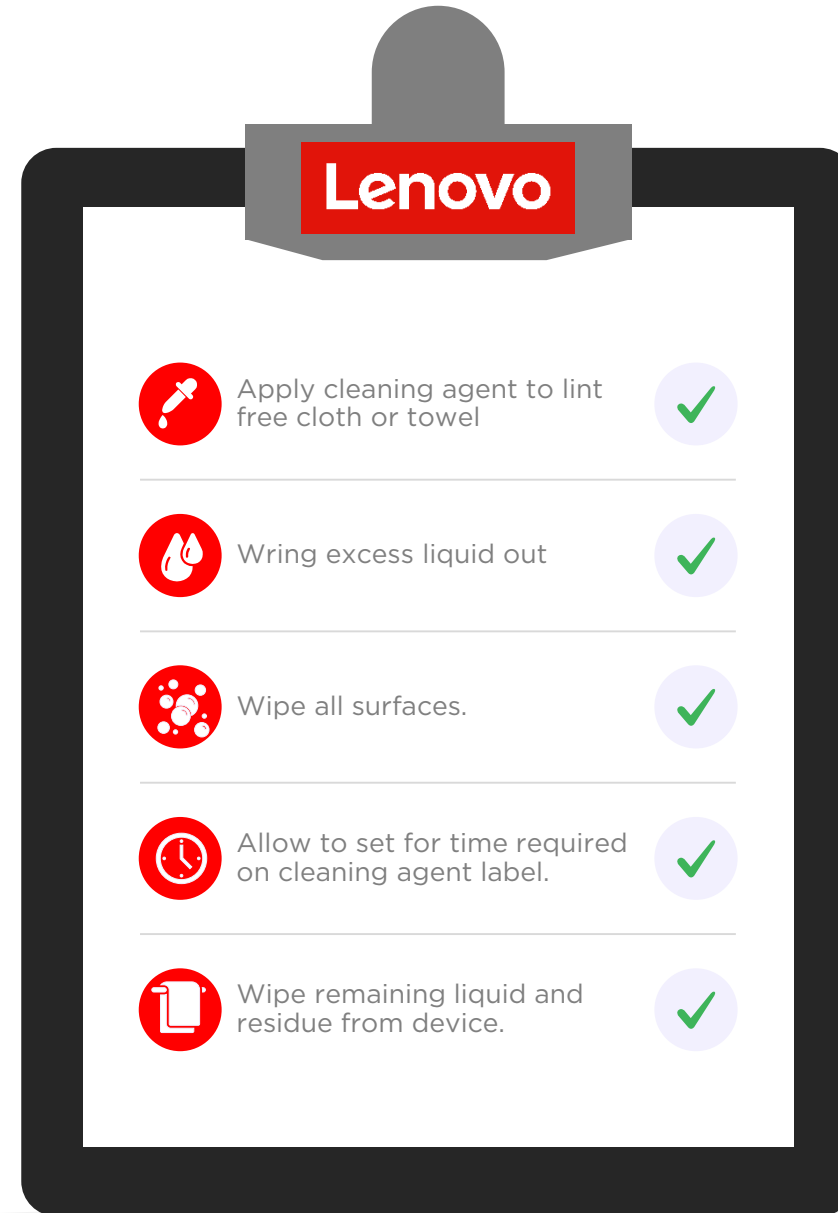 Lenovo
Apply cleaning agent to lint
free cloth or towel
Wring excess liquid out
Wipe all surfaces.
Allow to set for time required
on cleaning agent label.
Wipe remaining liquid and
residue from device.